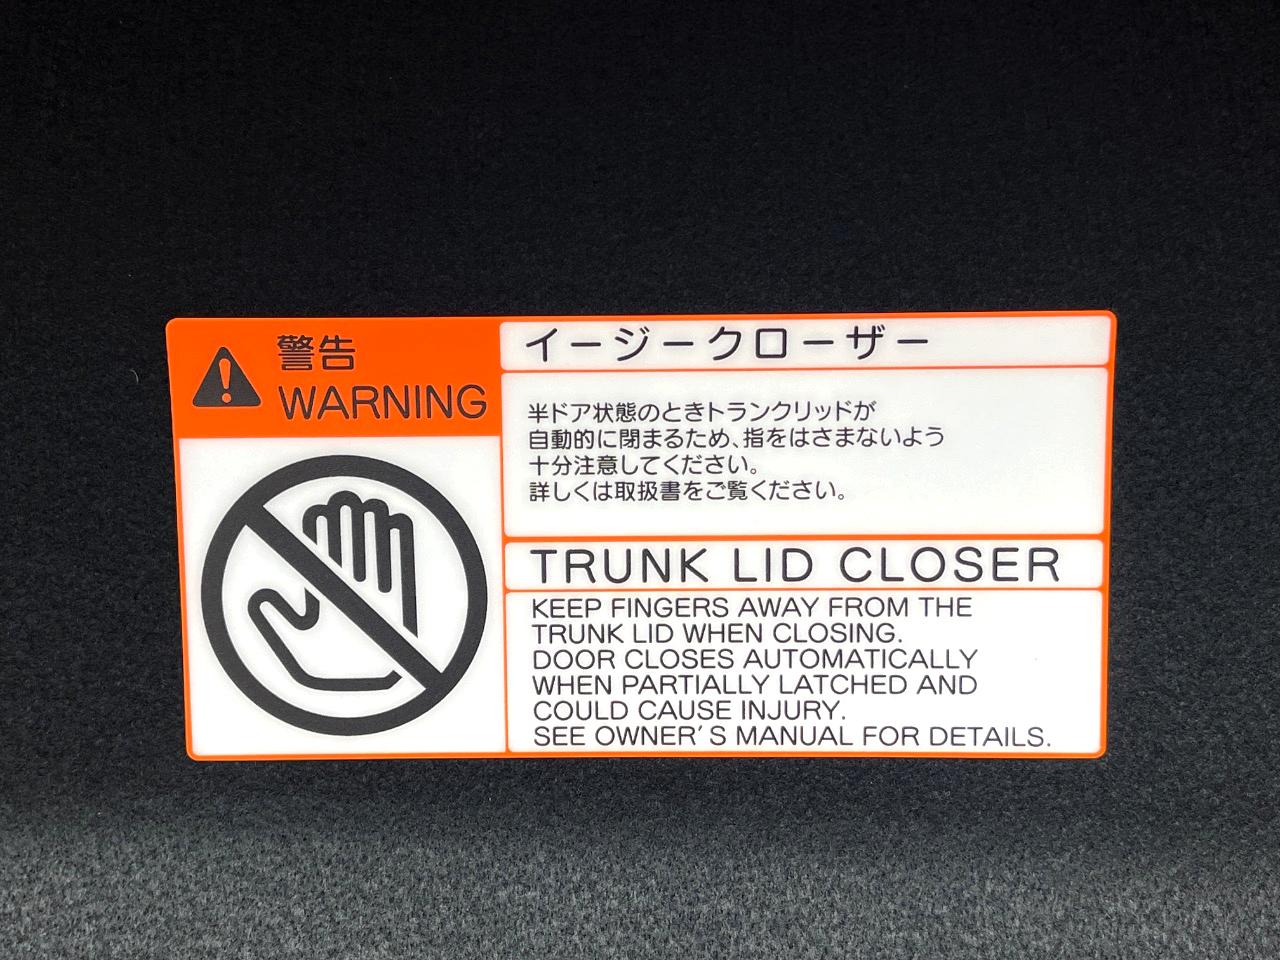 警告
WARNING
イージークローザー
半ドア状態のときトランクリッドが
自動的に閉まるため、指をはさまないよう
十分注意してください。
詳しくは取扱書をご覧ください。
TRUNK LID CLOSER
KEEP FINGERS AWAY FROM THE
TRUNK LID WHEN CLOSING.
DOOR CLOSES AUTOMATICALLY
WHEN PARTIALLY LATCHED AND
COULD CAUSE INJURY.
SEE OWNER'S MANUAL FOR DETAILS.